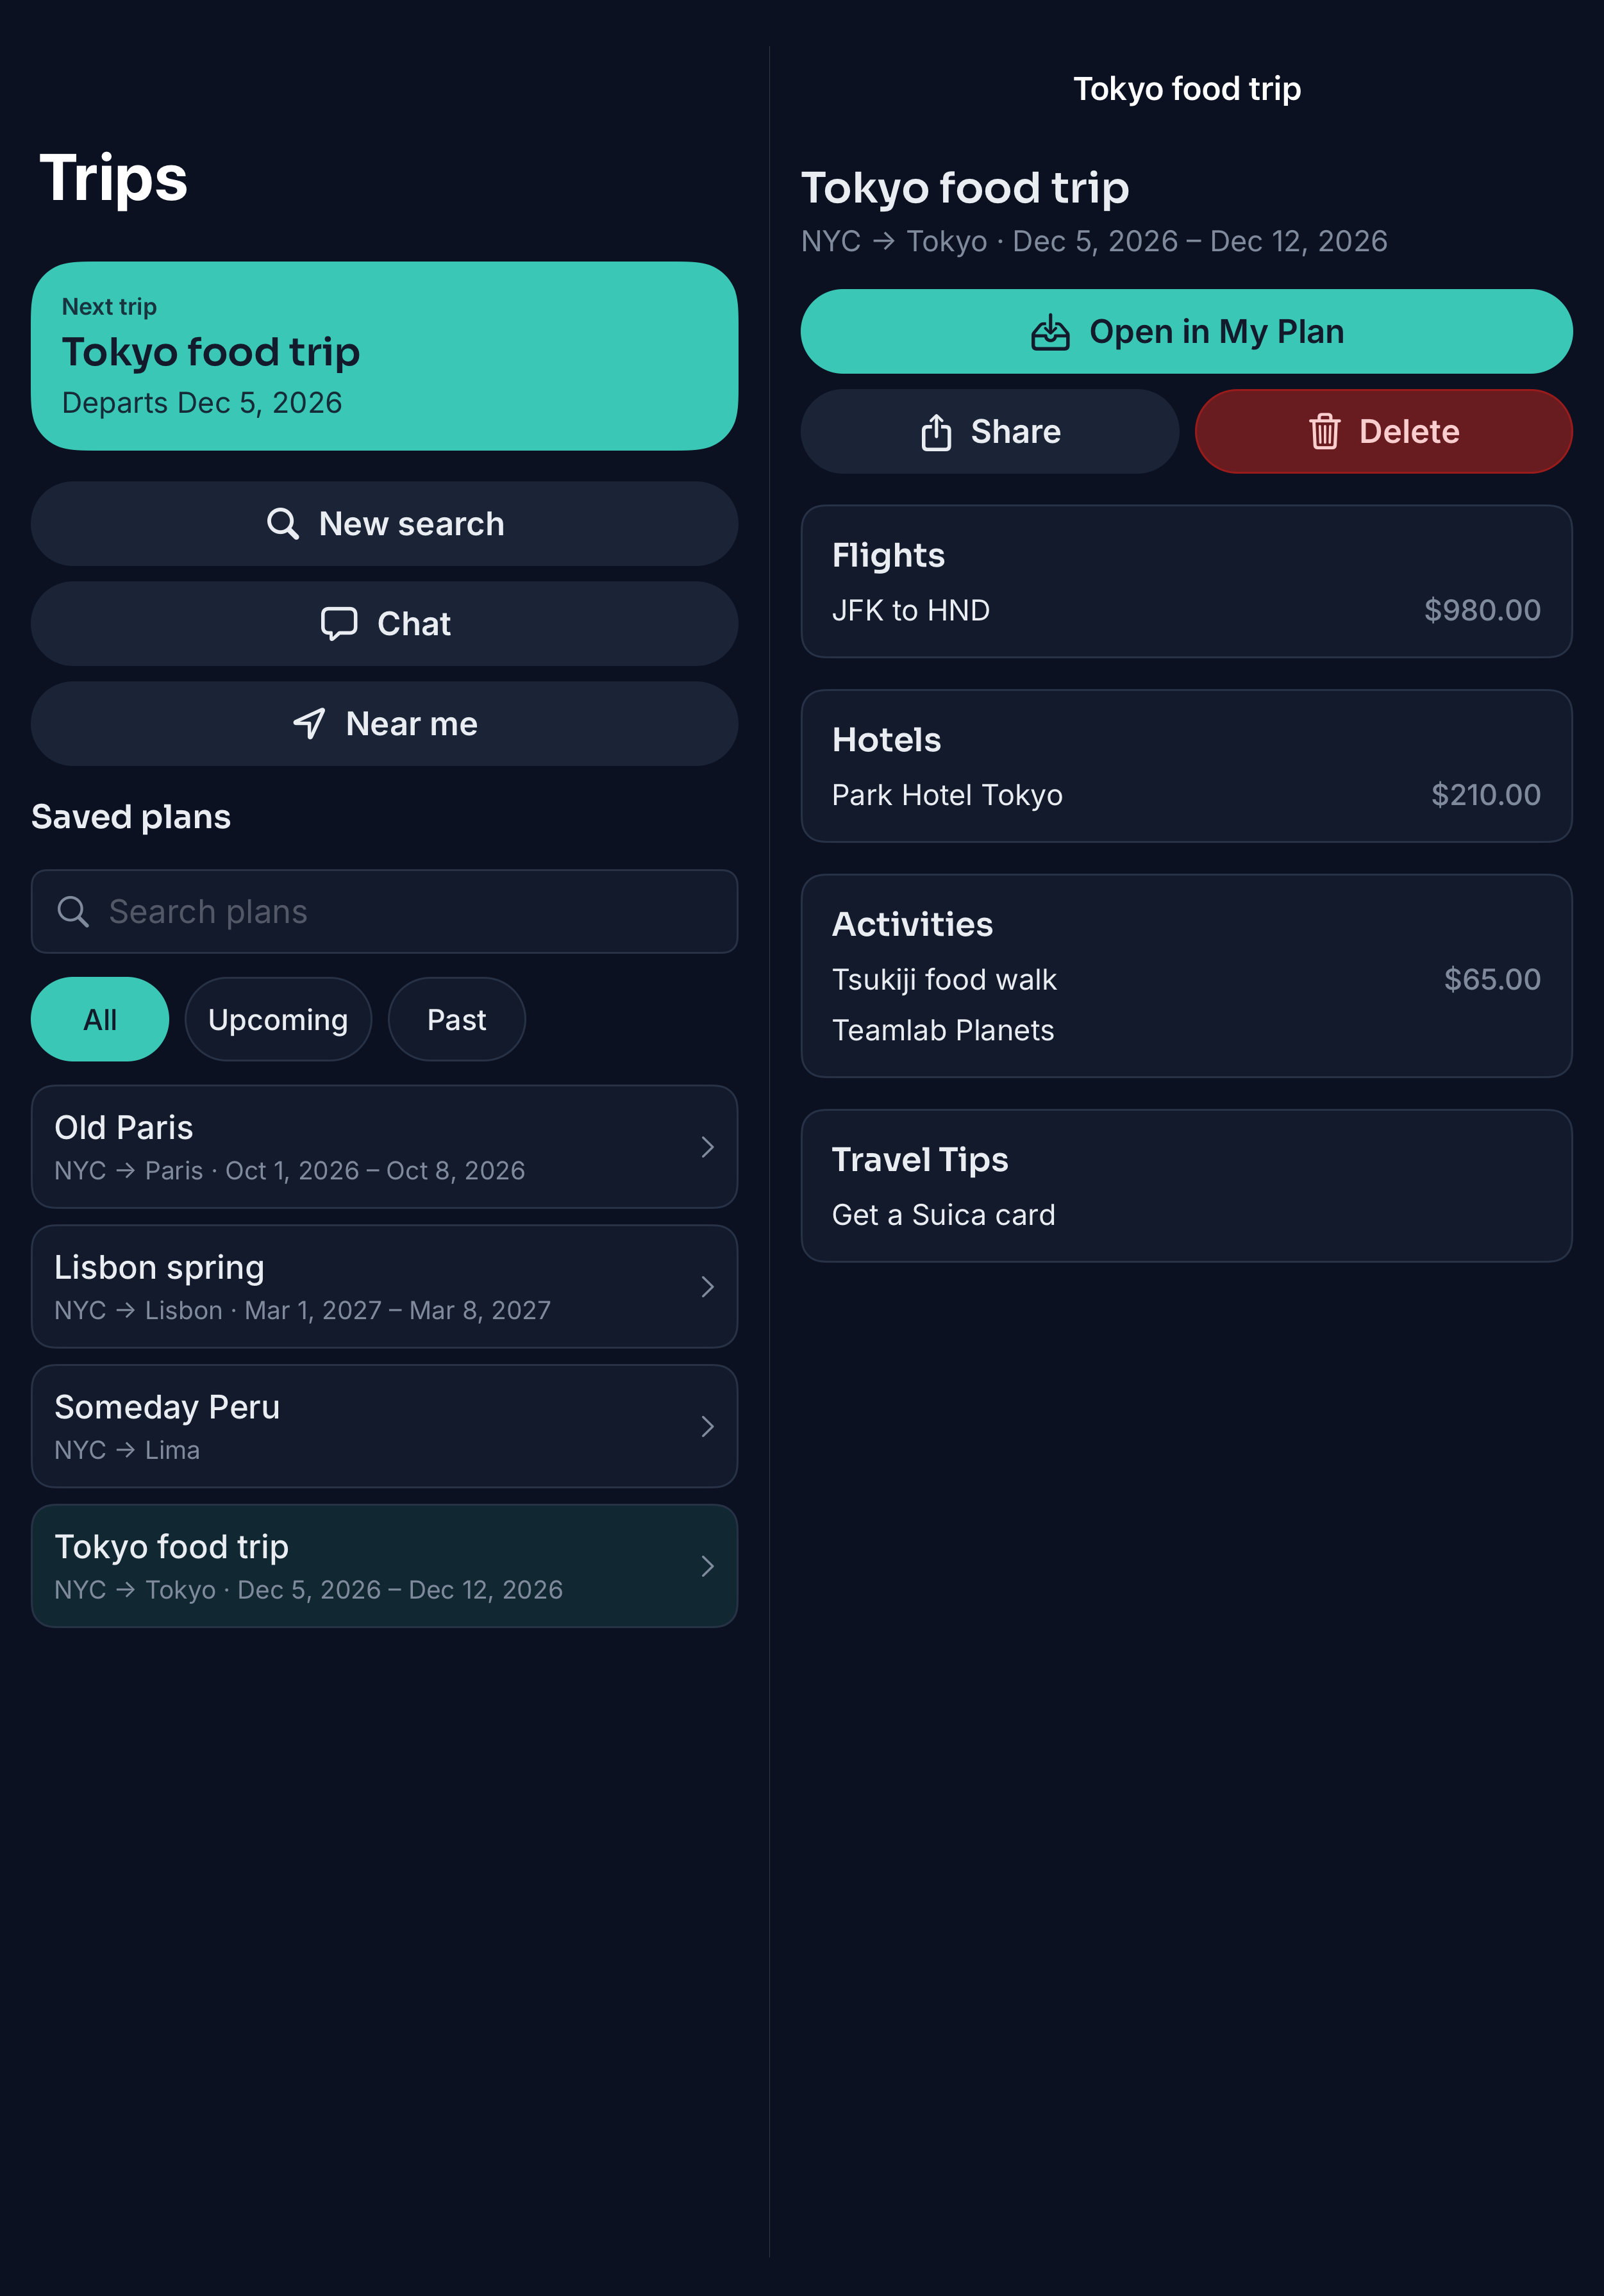 Trips
Next trip
Tokyo food trip
Departs Dec 5, 2026
New search
Chat
Near me
Saved plans
Search plans
All
Upcoming
Past
Old Paris
NYC → Paris · Oct 1, 2026 – Oct 8, 2026
Lisbon spring
NYC → Lisbon · Mar 1, 2027 – Mar 8, 2027
Someday Peru
NYC → Lima
Tokyo food trip
NYC → Tokyo · Dec 5, 2026 – Dec 12, 2026
Tokyo food trip
Tokyo food trip
NYC → Tokyo · Dec 5, 2026 – Dec 12, 2026
Open in My Plan
Share
Delete
Flights
JFK to HND $980.00
Hotels
Park Hotel Tokyo $210.00
Activities
Tsukiji food walk $65.00
Teamlab Planets
Travel Tips
Get a Suica card